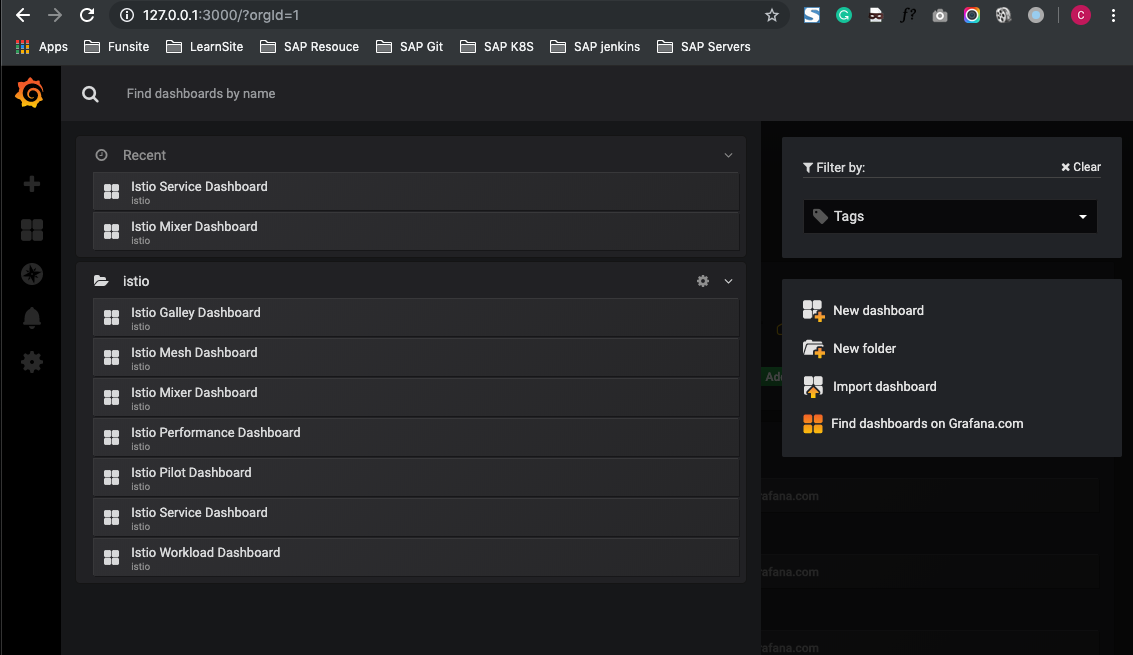 127.0.0.1:3000/?orgId=1
C
Apps Funsite LearnSite SAP Resouce SAP Git SAP K8S SAP jenkins SAP Servers
Find dashboards by name
Recent
Istio Service Dashboard
istio
Istio Mixer Dashboard
istio
istio
Istio Galley Dashboard
istio
Istio Mesh Dashboard
istio
Istio Mixer Dashboard
istio
Istio Performance Dashboard
istio
Istio Pilot Dashboard
istio
Istio Service Dashboard
istio
Istio Workload Dashboard
istio
Filter by: Clear
Tags
New dashboard
New folder
Import dashboard
Find dashboards on Grafana.com
rafana.com
rafana.com
rafana.com